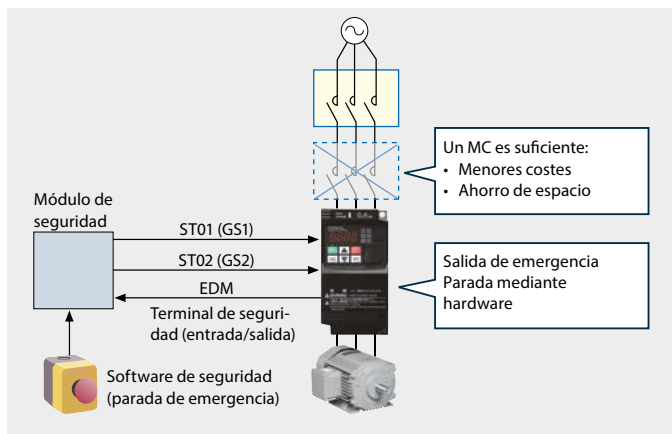 Un MC es suficiente:
• Menores costes
• Ahorro de espacio
Módulo de
seguridad
ST01 (GS1)
ST02 (GS2)
EDM
Terminal de seguri-
dad (entrada/salida)
Salida de emergencia
Parada mediante
hardware
Software de seguridad
(parada de emergencia)